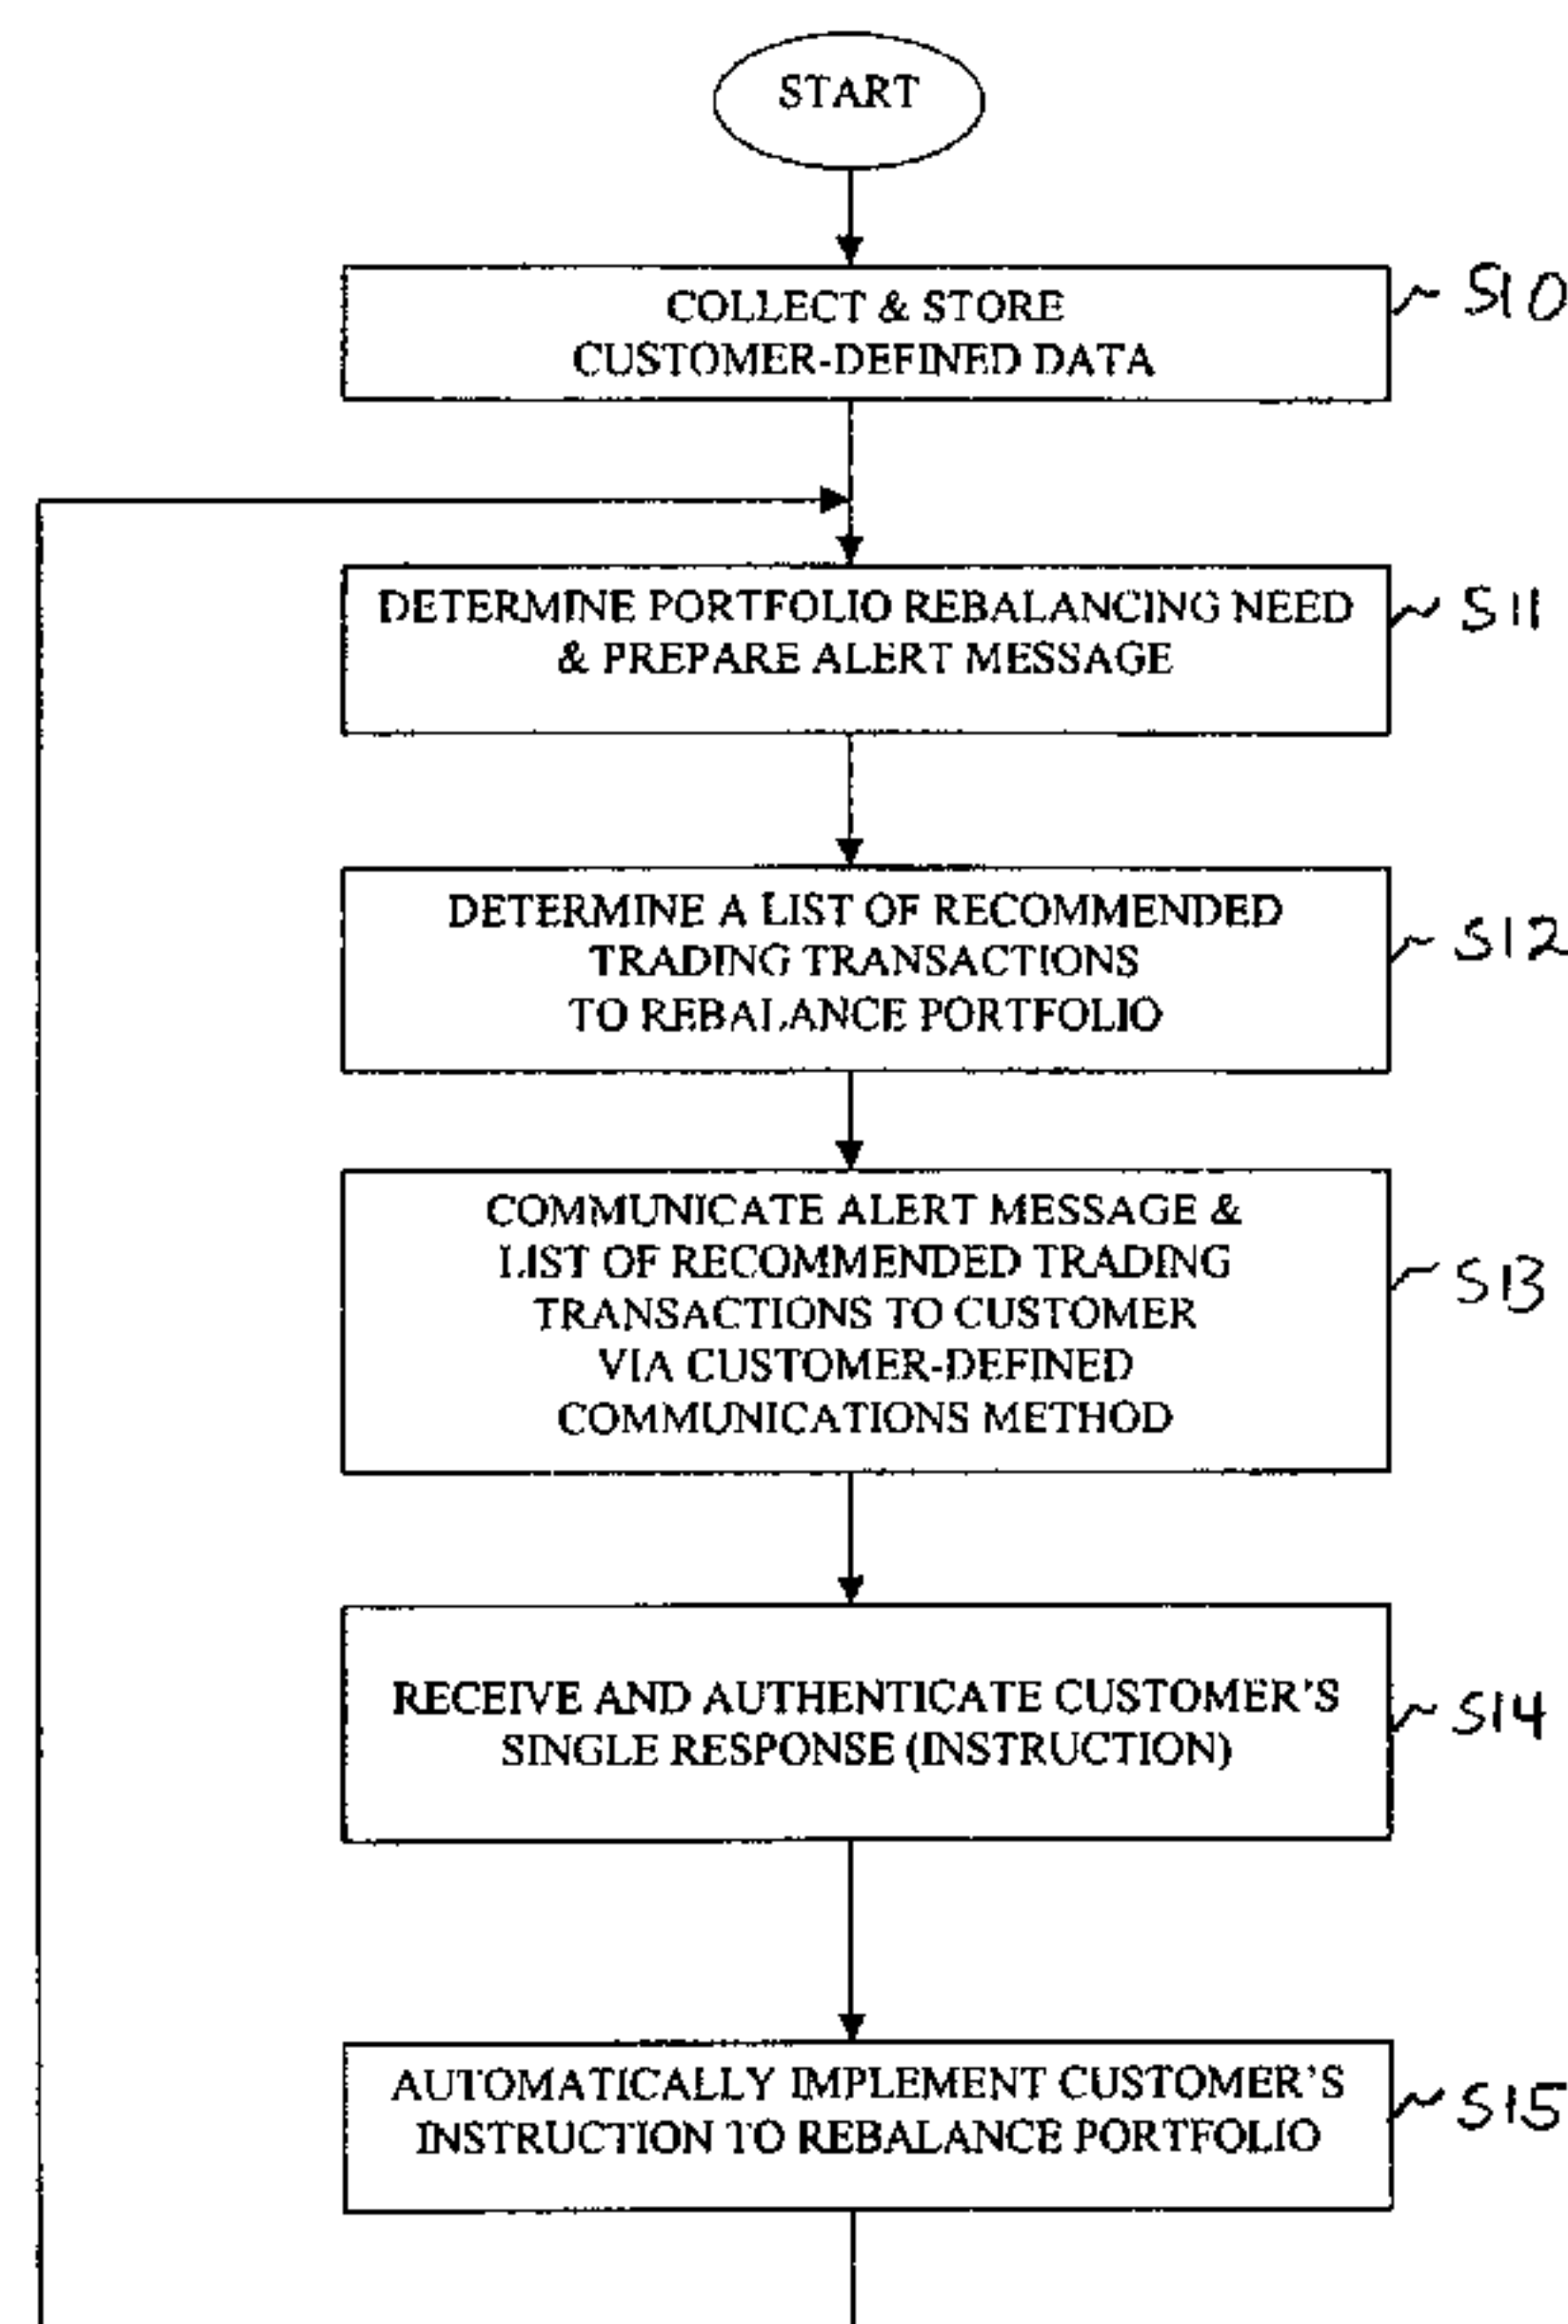 START
COLLECT & STORE
CUSTOMER-DEFINED DATA
S10
DETERMINE PORTFOLIO REBALANCING NEED
& PREPARE ALERT MESSAGE
S11
DETERMINE A LIST OF RECOMMENDED
TRADING TRANSACTIONS
TO REBALANCE PORTFOLIO
S12
COMMUNICATE ALERT MESSAGE &
LIST OF RECOMMENDED TRADING
TRANSACTIONS TO CUSTOMER
VIA CUSTOMER-DEFINED
COMMUNICATIONS METHOD
S13
RECEIVE AND AUTHENTICATE CUSTOMER'S
SINGLE RESPONSE (INSTRUCTION)
S14
AUTOMATICALLY IMPLEMENT CUSTOMER'S
INSTRUCTION TO REBALANCE PORTFOLIO
S15